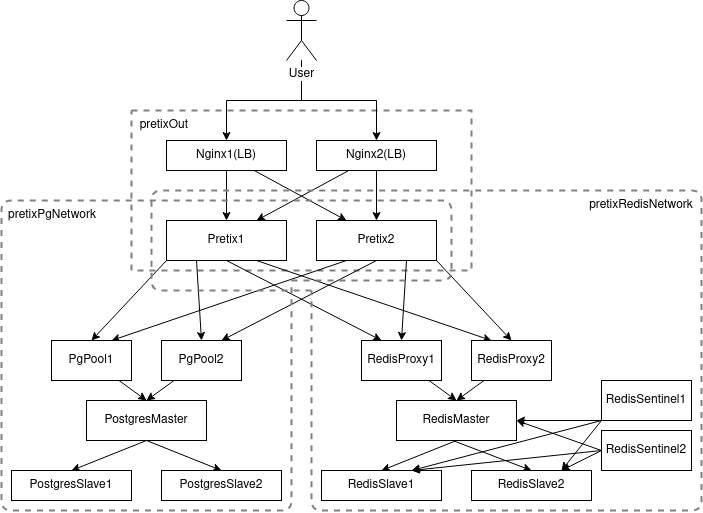 User
pretixOut
Nginx1(LB)
Nginx2(LB)
pretixPgNetwork
pretixRedisNetwork
Pretix1
Pretix2
PgPool1
PgPool2
RedisProxy1
RedisProxy2
RedisSentinel1
PostgresMaster
RedisMaster
RedisSentinel2
PostgresSlave1
PostgresSlave2
RedisSlave1
RedisSlave2